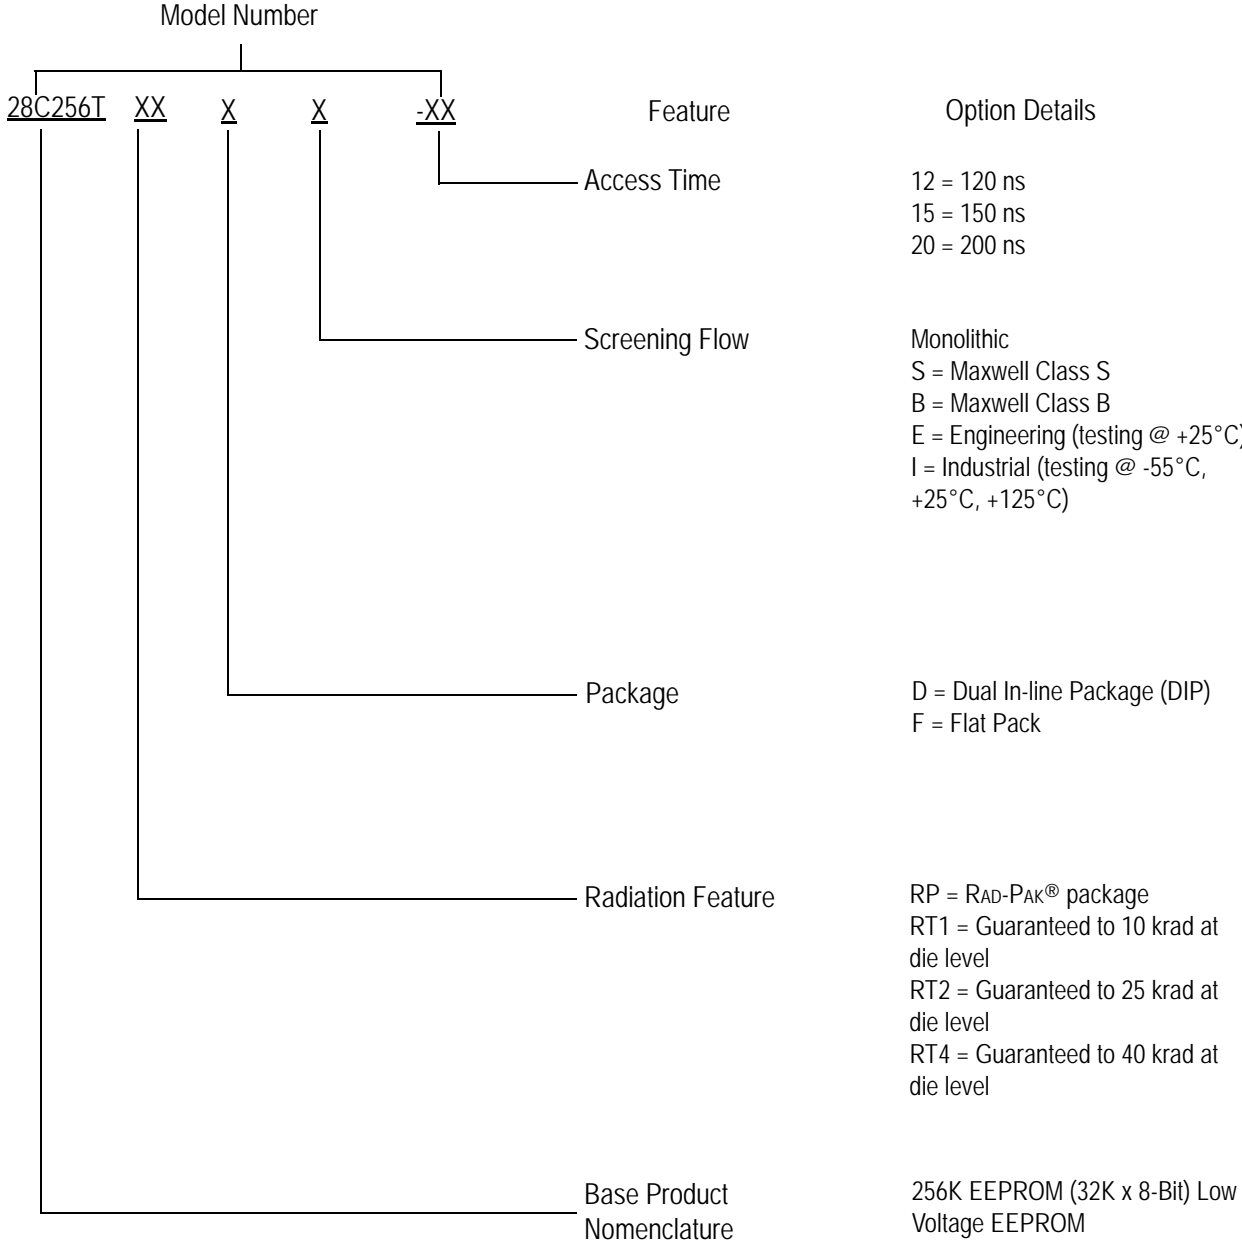 Model Number
28C256T XX X X -XX Feature Option Details
Access Time 12 = 120 ns
15 = 150 ns
20 = 200 ns
Screening Flow Monolithic
S = Maxwell Class S
B = Maxwell Class B
E = Engineering (testing @ +25°C)
I = Industrial (testing @ -55°C,
+25°C, +125°C)
Package D = Dual In-line Package (DIP)
F = Flat Pack
Radiation Feature RP = RAD-PAK® package
RT1 = Guaranteed to 10 krad at
die level
RT2 = Guaranteed to 25 krad at
die level
RT4 = Guaranteed to 40 krad at
die level
Base Product 256K EEPROM (32K x 8-Bit) Low
Nomenclature Voltage EEPROM